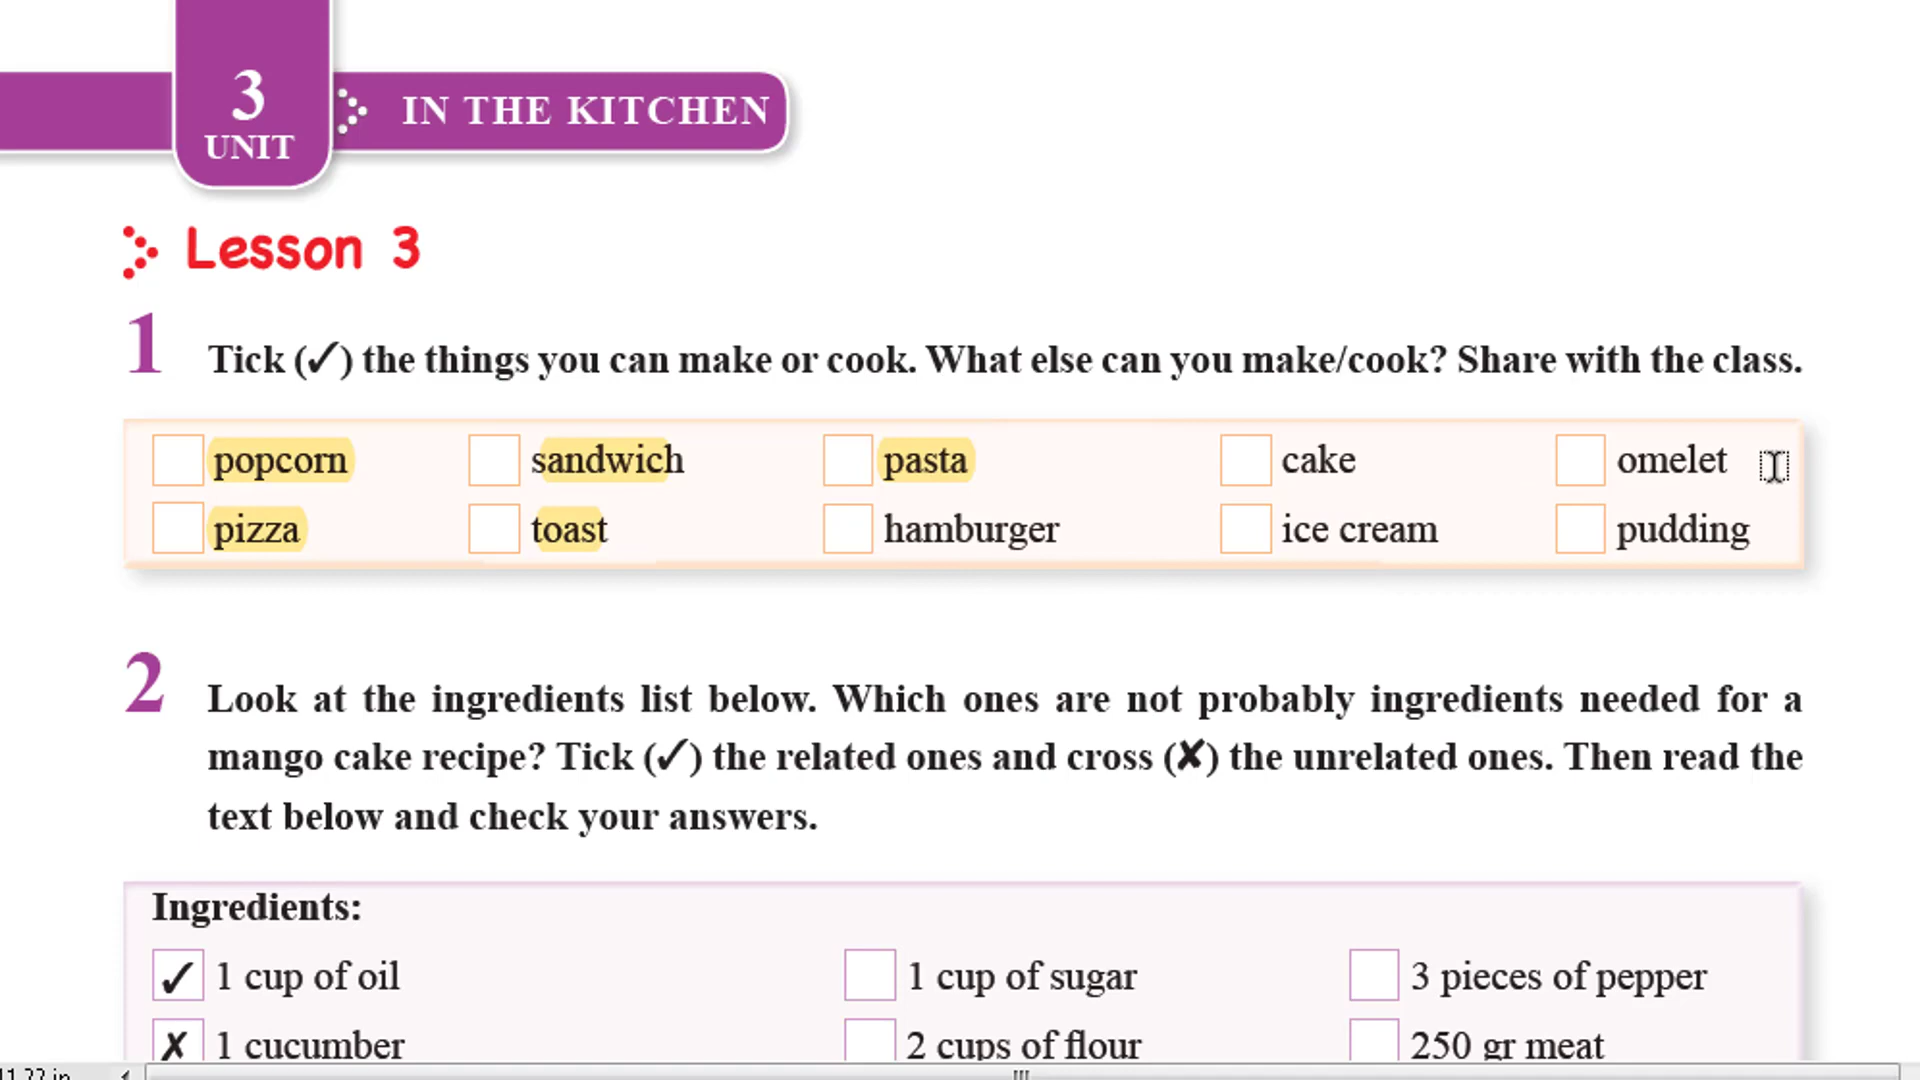 3
UNIT
IN THE KITCHEN
Lesson 3
1 Tick (✓) the things you can make or cook. What else can you make/cook? Share with the class.
popcorn sandwich pasta cake omelet
pizza toast hamburger ice cream pudding
2 Look at the ingredients list below. Which ones are not probably ingredients needed for a
mango cake recipe? Tick (✓) the related ones and cross (✘) the unrelated ones. Then read the
text below and check your answers.
Ingredients:
✓ 1 cup of oil 1 cup of sugar 3 pieces of pepper
✗ 1 cucumber 2 cups of flour 250 gr meat